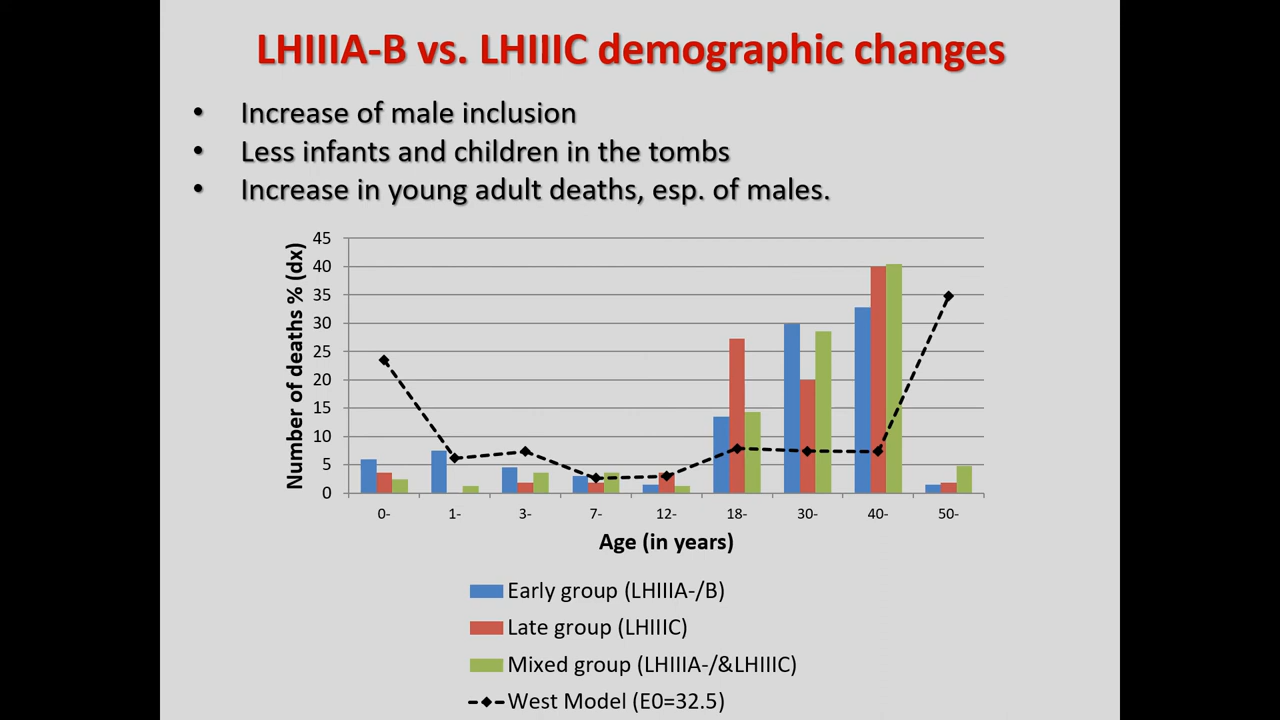 LHIIIA-B vs. LHIIIC demographic changes
• Increase of male inclusion
• Less infants and children in the tombs
• Increase in young adult deaths, esp. of males.
Number of deaths % (dx)
45
40
35
30
25
20
15
10
5
0
0- 1- 3- 7- 12- 18- 30- 40- 50-
Age (in years)
Early group (LHIIIA-/B)
Late group (LHIIIC)
Mixed group (LHIIIA-/&LHIIIC)
West Model (E0=32.5)